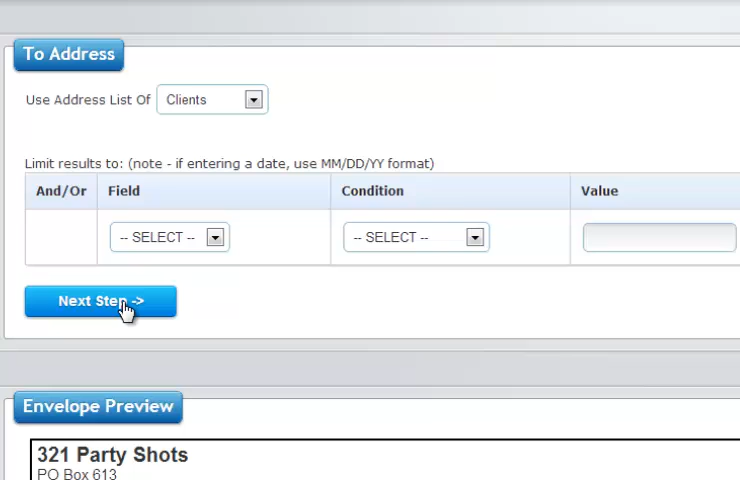 To Address
Use Address List Of Clients
Limit results to: (note - if entering a date, use MM/DD/YY format)
And/Or Field Condition Value
-- SELECT -- -- SELECT --
Next Step ->
Envelope Preview
321 Party Shots
PO Box 613